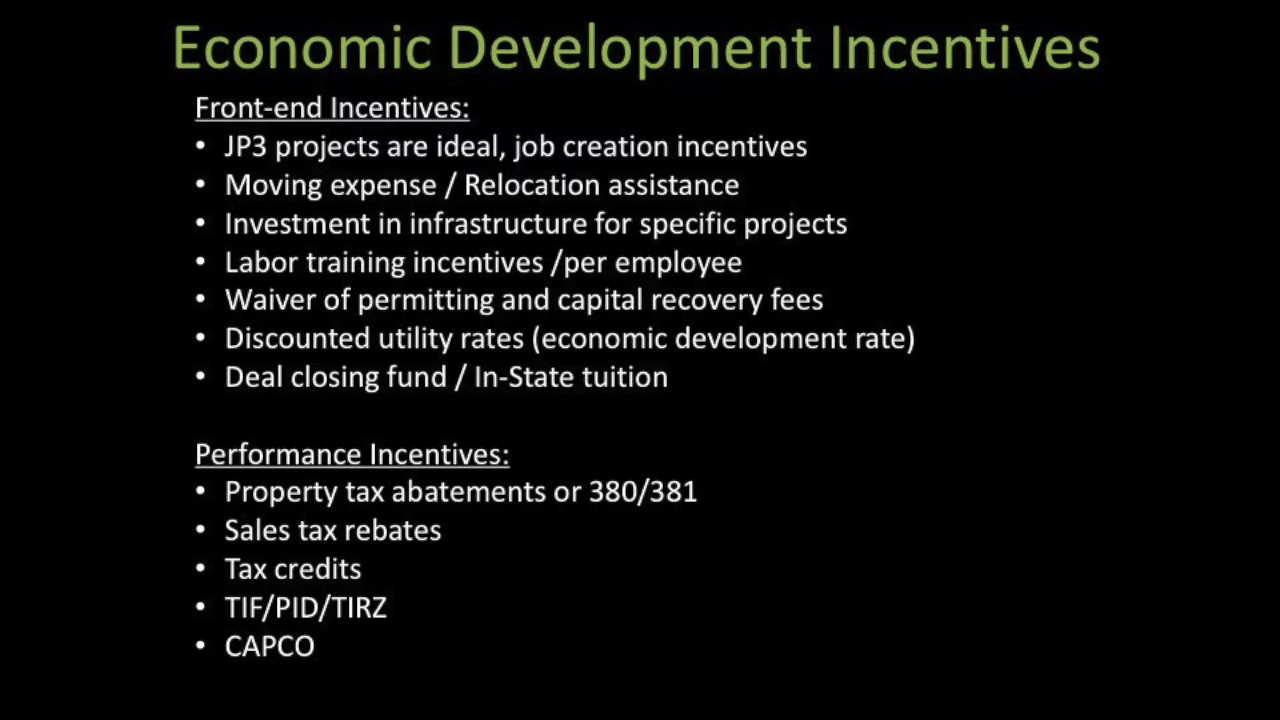 Economic Development Incentives
Front-end Incentives:
• JP3 projects are ideal, job creation incentives
• Moving expense / Relocation assistance
• Investment in infrastructure for specific projects
• Labor training incentives /per employee
• Waiver of permitting and capital recovery fees
• Discounted utility rates (economic development rate)
• Deal closing fund / In-State tuition
Performance Incentives:
• Property tax abatements or 380/381
• Sales tax rebates
• Tax credits
• TIF/PID/TIRZ
• CAPCO